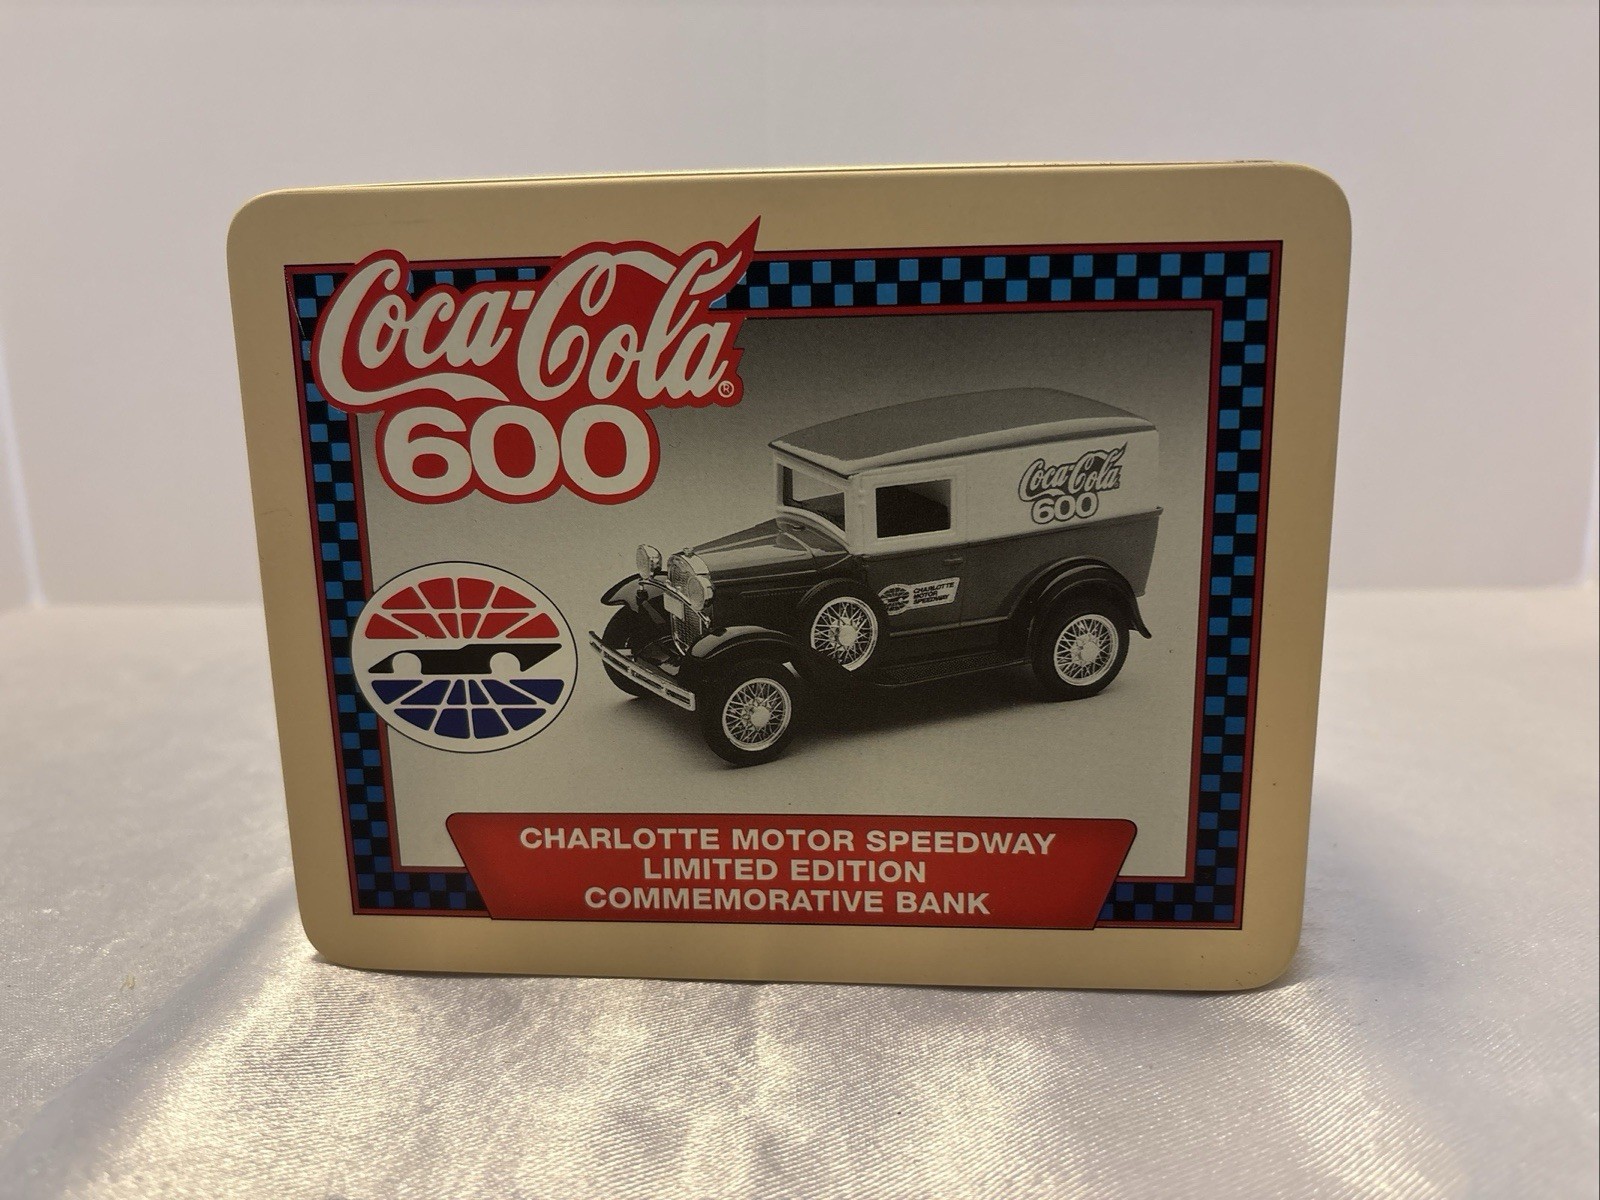 Coca-Cola®
600
Coca-Cola
600
CHARLOTTE
MOTOR
SPEEDWAY
CHARLOTTE MOTOR SPEEDWAY
LIMITED EDITION
COMMEMORATIVE BANK